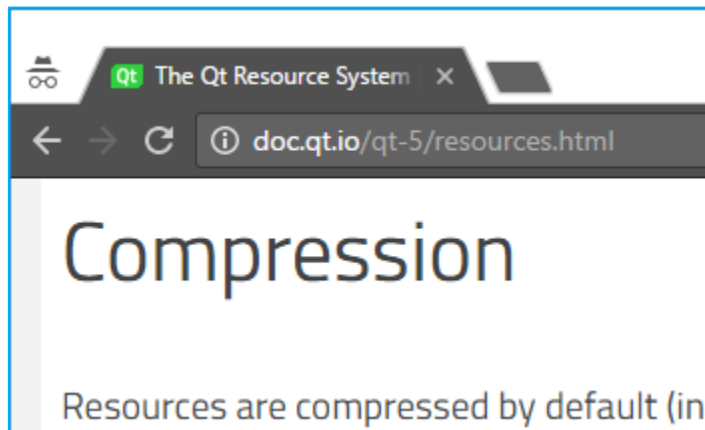 Qt The Qt Resource System
doc.qt.io/qt-5/resources.html
Compression
Resources are compressed by default (in